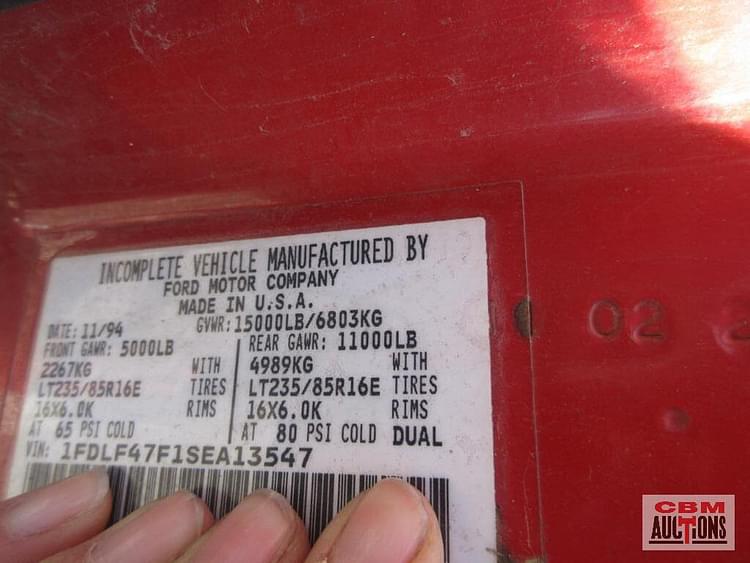 INCOMPLETE VEHICLE MANUFACTURED BY
FORD MOTOR COMPANY
MADE IN U.S.A.
DATE: 11/94 GVWR: 15000LB/6803KG
FRONT GAWR: 5000LB REAR GAWR: 11000LB
2267KG WITH 4989KG WITH
LT235/85R16E TIRES LT235/85R16E TIRES
16X6.0K RIMS 16X6.0K RIMS
AT 65 PSI COLD AT 80 PSI COLD DUAL
VIN: 1FDLF47F1SEA13547
02 2
CBM
AUCTIONS